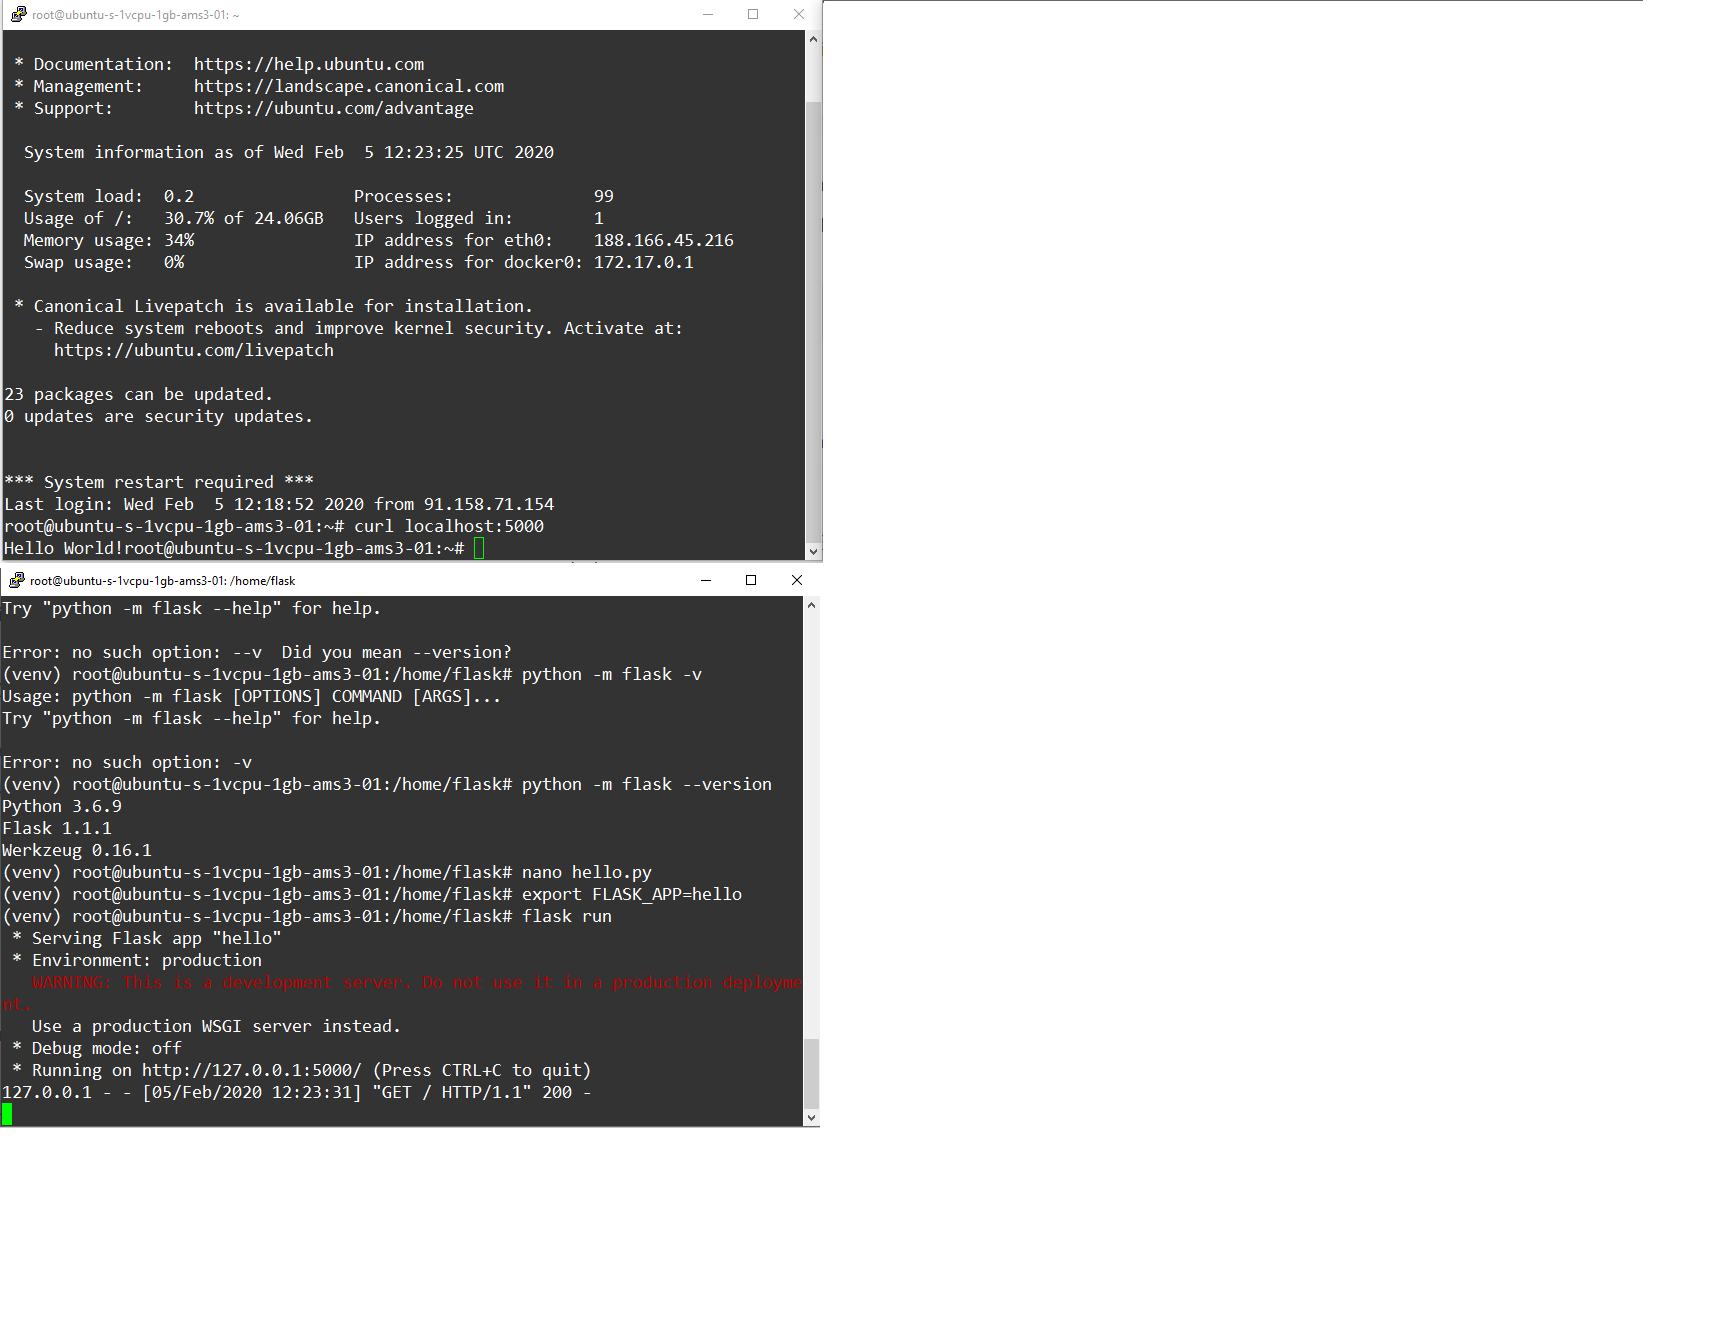 root@ubuntu-s-1vcpu-1gb-ams3-01: ~
* Documentation:  https://help.ubuntu.com
* Management:     https://landscape.canonical.com
* Support:        https://ubuntu.com/advantage
System information as of Wed Feb  5 12:23:25 UTC 2020
System load:  0.2                Processes:              99
Usage of /:   30.7% of 24.06GB   Users logged in:        1
Memory usage: 34%                IP address for eth0:    188.166.45.216
Swap usage:   0%                 IP address for docker0: 172.17.0.1
* Canonical Livepatch is available for installation.
- Reduce system reboots and improve kernel security. Activate at:
https://ubuntu.com/livepatch
23 packages can be updated.
0 updates are security updates.
*** System restart required ***
Last login: Wed Feb  5 12:18:52 2020 from 91.158.71.154
root@ubuntu-s-1vcpu-1gb-ams3-01:~# curl localhost:5000
Hello World!root@ubuntu-s-1vcpu-1gb-ams3-01:~#
root@ubuntu-s-1vcpu-1gb-ams3-01: /home/flask
Try "python -m flask --help" for help.
Error: no such option: --v  Did you mean --version?
(venv) root@ubuntu-s-1vcpu-1gb-ams3-01:/home/flask# python -m flask -v
Usage: python -m flask [OPTIONS] COMMAND [ARGS]...
Try "python -m flask --help" for help.
Error: no such option: -v
(venv) root@ubuntu-s-1vcpu-1gb-ams3-01:/home/flask# python -m flask --version
Python 3.6.9
Flask 1.1.1
Werkzeug 0.16.1
(venv) root@ubuntu-s-1vcpu-1gb-ams3-01:/home/flask# nano hello.py
(venv) root@ubuntu-s-1vcpu-1gb-ams3-01:/home/flask# export FLASK_APP=hello
(venv) root@ubuntu-s-1vcpu-1gb-ams3-01:/home/flask# flask run
* Serving Flask app "hello"
* Environment: production
WARNING: This is a development server. Do not use it in a production deployme
nt.
Use a production WSGI server instead.
* Debug mode: off
* Running on http://127.0.0.1:5000/ (Press CTRL+C to quit)
127.0.0.1 - - [05/Feb/2020 12:23:31] "GET / HTTP/1.1" 200 -